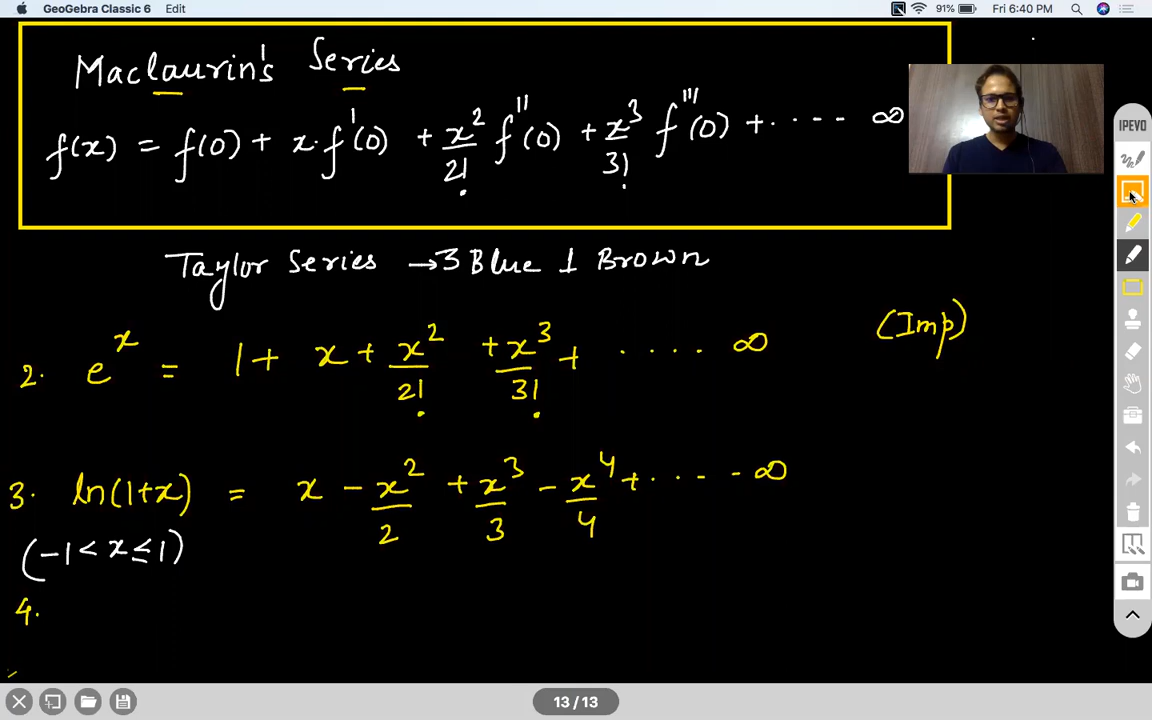 GeoGebra Classic 6 Edit 91% Fri 6:40 PM
Maclaurin's Series
f(x) = f(0) + x·f'(0) + x²/2! f''(0) + x³/3! f'''(0) + ···· ∞
IPEVO
Taylor Series → 3 Blue 1 Brown
(Imp)
2. eˣ = 1 + x + x²/2! + x³/3! + ····· ∞
3. ln(1+x) = x - x²/2 + x³/3 - x⁴/4 + ···· - ∞
(-1 < x ≤ 1)
4.
13 / 13